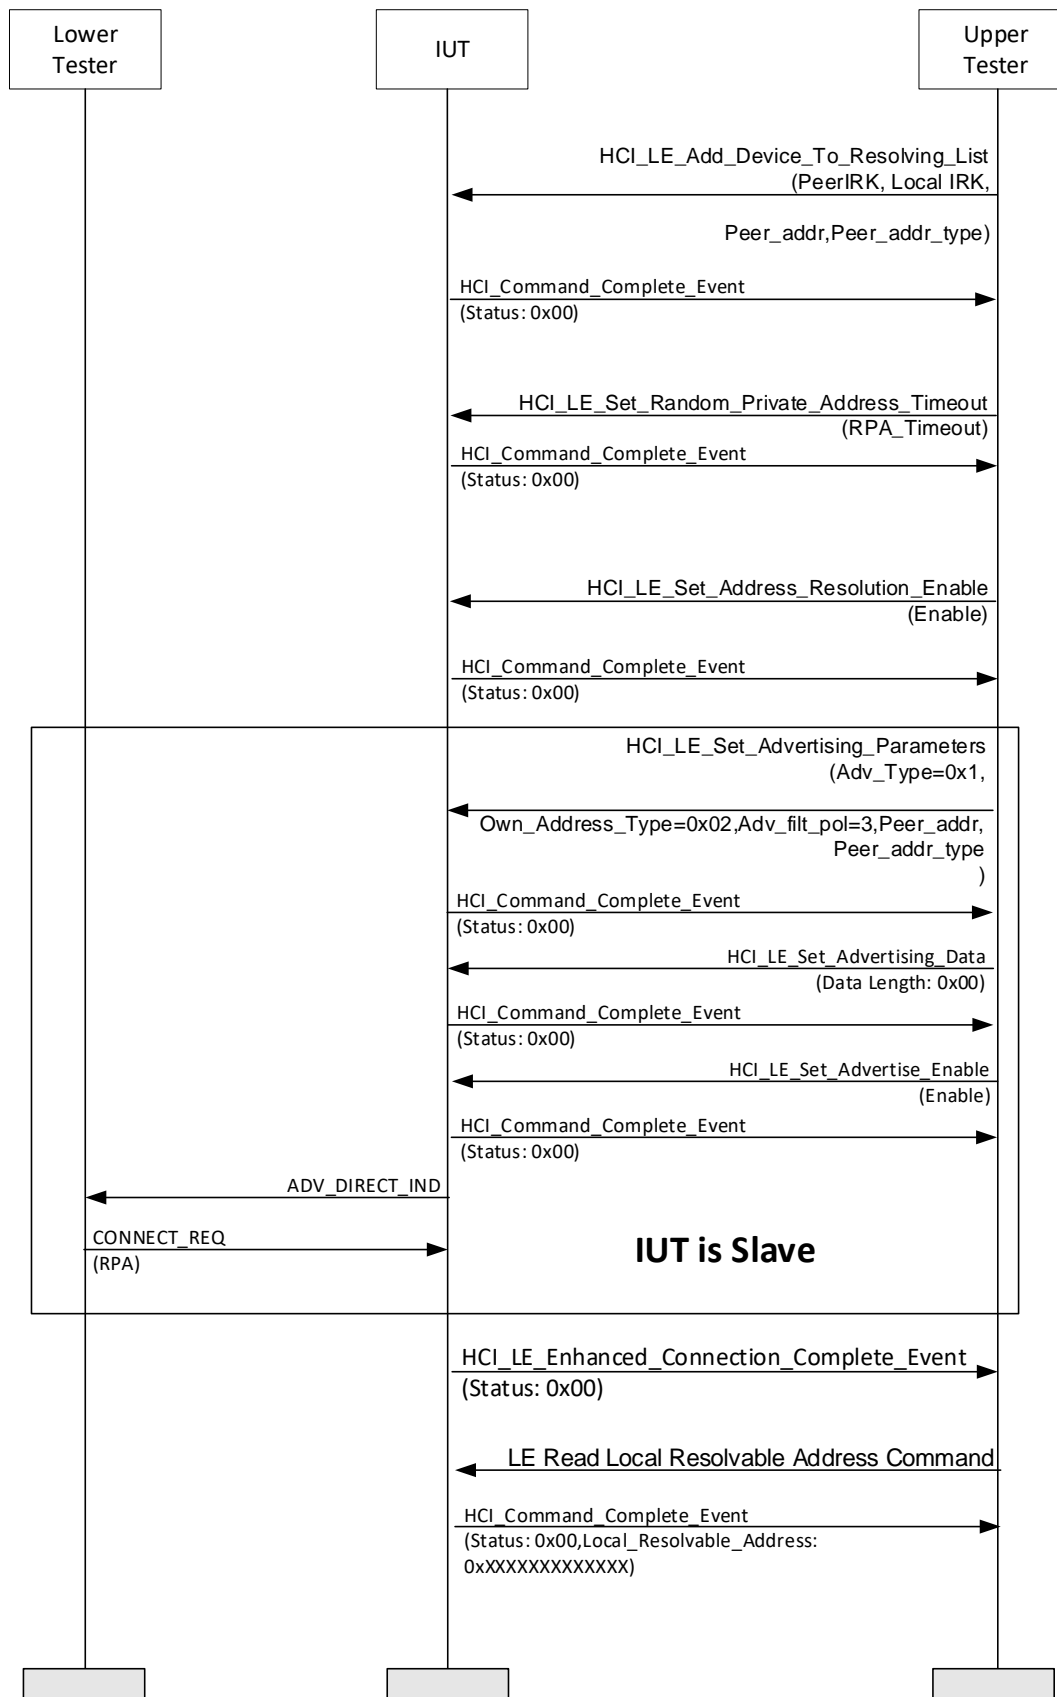 Lower
Tester
IUT
Upper
Tester
HCI_LE_Add_Device_To_Resolving_List
(PeerIRK, Local IRK,
Peer_addr,Peer_addr_type)
HCI_Command_Complete_Event
(Status: 0x00)
HCI_LE_Set_Random_Private_Address_Timeout
(RPA_Timeout)
HCI_Command_Complete_Event
(Status: 0x00)
HCI_LE_Set_Address_Resolution_Enable
(Enable)
HCI_Command_Complete_Event
(Status: 0x00)
HCI_LE_Set_Advertising_Parameters
(Adv_Type=0x1,
Own_Address_Type=0x02,Adv_filt_pol=3,Peer_addr,
Peer_addr_type
)
HCI_Command_Complete_Event
(Status: 0x00)
HCI_LE_Set_Advertising_Data
(Data Length: 0x00)
HCI_Command_Complete_Event
(Status: 0x00)
HCI_LE_Set_Advertise_Enable
(Enable)
HCI_Command_Complete_Event
(Status: 0x00)
ADV_DIRECT_IND
CONNECT_REQ
(RPA)
IUT is Slave
HCI_LE_Enhanced_Connection_Complete_Event
(Status: 0x00)
LE Read Local Resolvable Address Command
HCI_Command_Complete_Event
(Status: 0x00,Local_Resolvable_Address:
0xXXXXXXXXXXXXX)